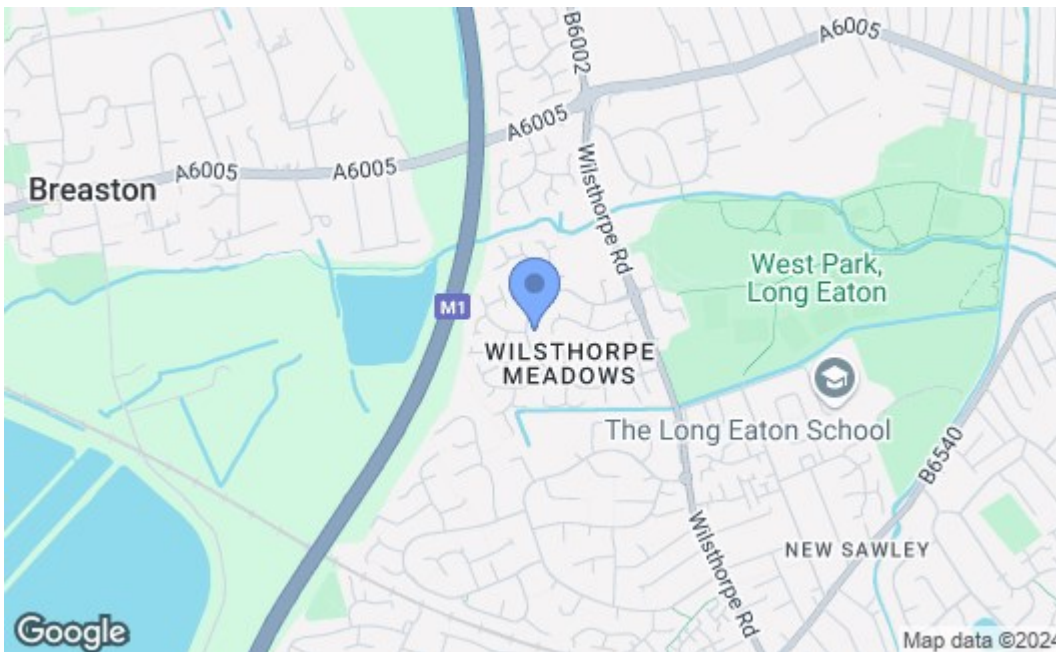 B6002
A6005
A6005
A6005
A6005
Breaston
Wilsthorpe Rd
West Park,
Long Eaton
M1
WILSTHORPE
MEADOWS
The Long Eaton School
B6540
Wilsthorpe Rd
NEW SAWLEY
Google
Map data ©2024